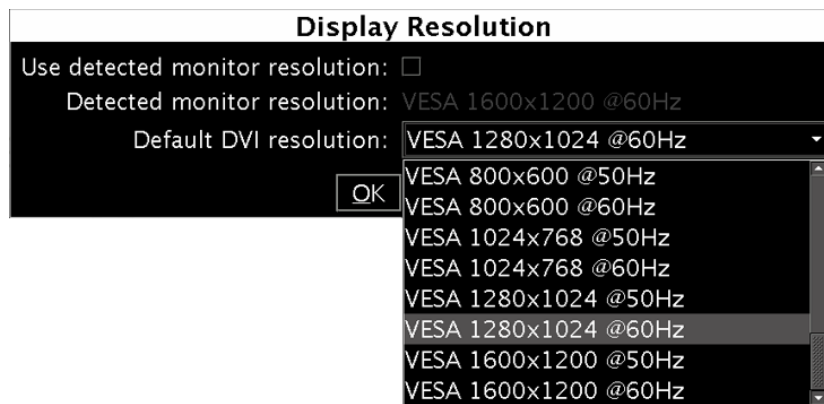 Display Resolution
Use detected monitor resolution:
Detected monitor resolution: VESA 1600x1200 @60Hz
Default DVI resolution: VESA 1280x1024 @60Hz
OK
VESA 800x600 @50Hz
VESA 800x600 @60Hz
VESA 1024x768 @50Hz
VESA 1024x768 @60Hz
VESA 1280x1024 @50Hz
VESA 1280x1024 @60Hz
VESA 1600x1200 @50Hz
VESA 1600x1200 @60Hz